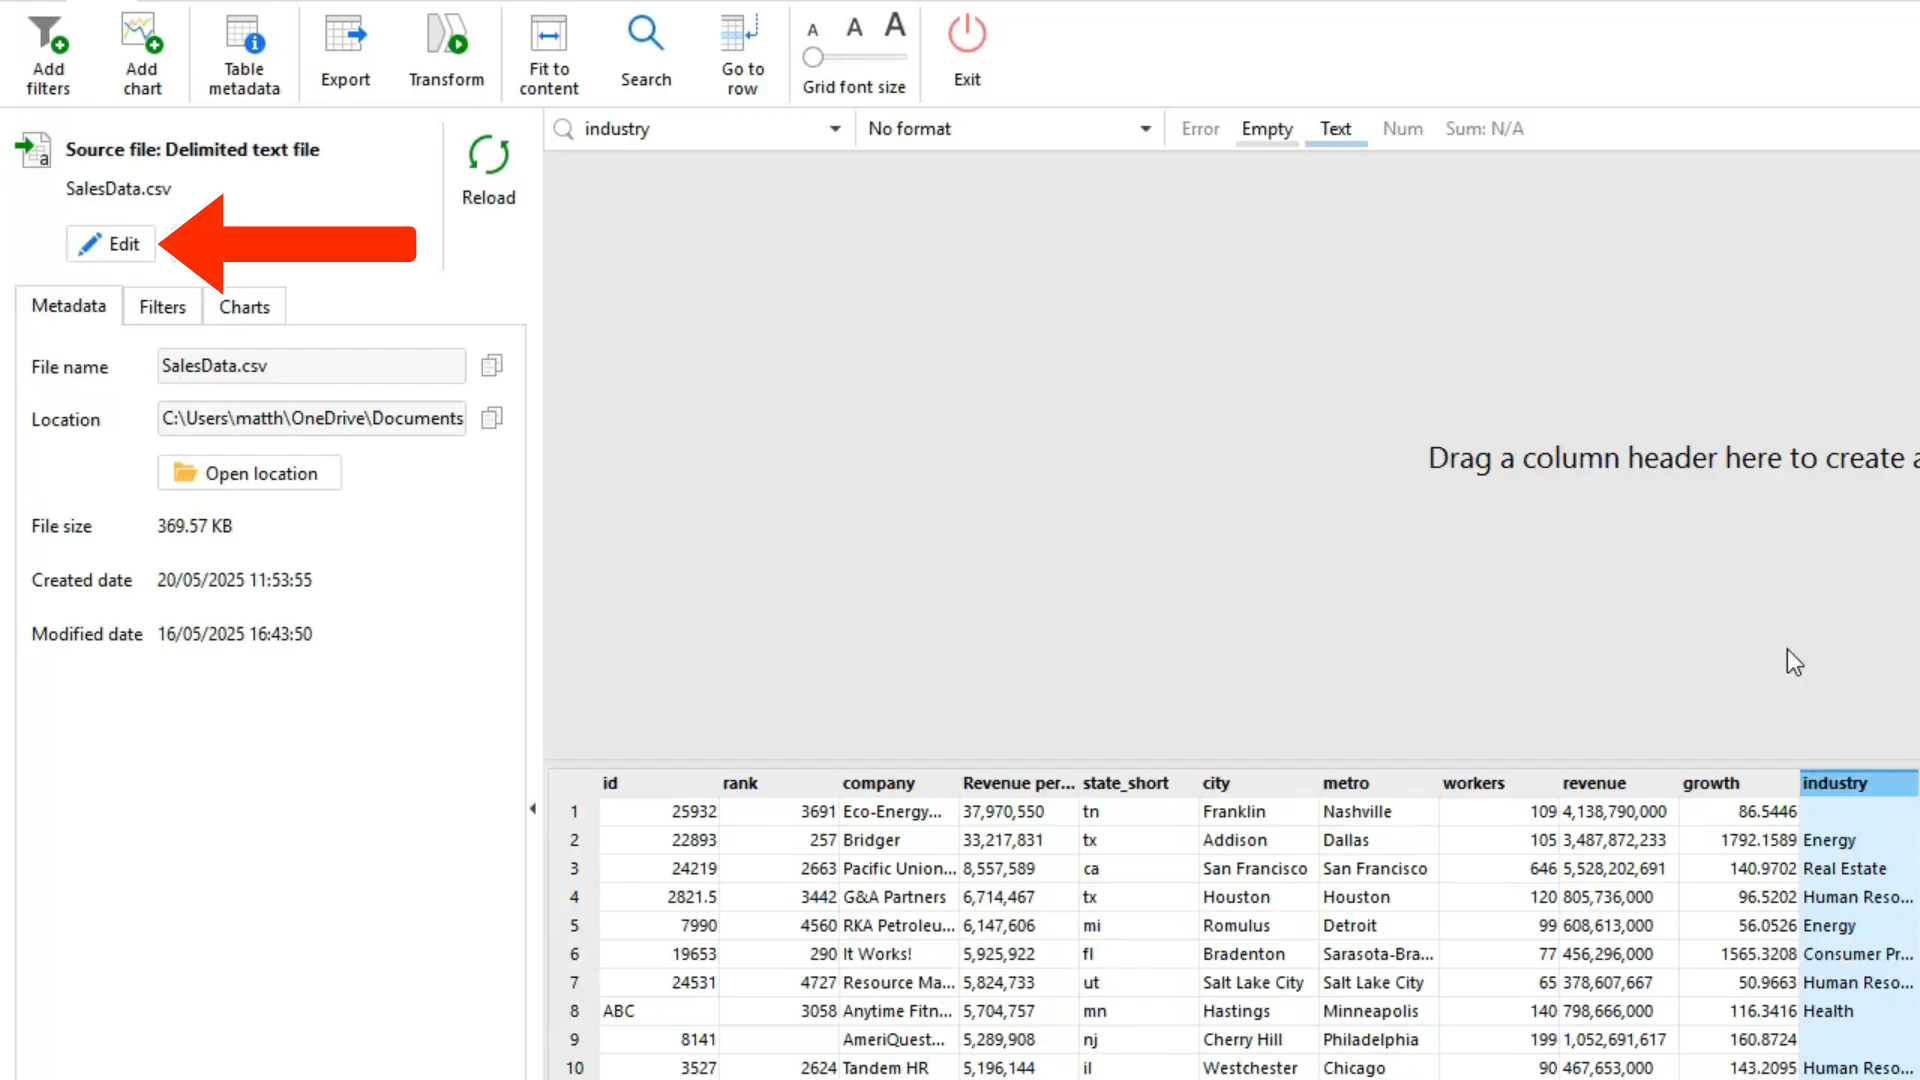 Add filters
Add chart
Table metadata
Export
Transform
Fit to content
Search
Go to row
A A A
Grid font size
Exit
Source file: Delimited text file
SalesData.csv
Edit
Reload
industry
No format
Error Empty Text Num Sum: N/A
Metadata Filters Charts
File name SalesData.csv
Location C:\Users\matth\OneDrive\Documents
Open location
File size 369.57 KB
Created date 20/05/2025 11:53:55
Modified date 16/05/2025 16:43:50
Drag a column header here to create a
id rank company Revenue per... state_short city metro workers revenue growth industry
1 25932 3691 Eco-Energy... 37,970,550 tn Franklin Nashville 109 4,138,790,000 86.5446
2 22893 257 Bridger 33,217,831 tx Addison Dallas 105 3,487,872,233 1792.1589 Energy
3 24219 2663 Pacific Union... 8,557,589 ca San Francisco San Francisco 646 5,528,202,691 140.9702 Real Estate
4 2821.5 3442 G&A Partners 6,714,467 tx Houston Houston 120 805,736,000 96.5202 Human Reso...
5 7990 4560 RKA Petroleu... 6,147,606 mi Romulus Detroit 99 608,613,000 56.0526 Energy
6 19653 290 It Works! 5,925,922 fl Bradenton Sarasota-Bra... 77 456,296,000 1565.3208 Consumer Pr...
7 24531 4727 Resource Ma... 5,824,733 ut Salt Lake City Salt Lake City 65 378,607,667 50.9663 Human Reso...
8 ABC 3058 Anytime Fitn... 5,704,757 mn Hastings Minneapolis 140 798,666,000 116.3416 Health
9 8141 AmeriQuest... 5,289,908 nj Cherry Hill Philadelphia 199 1,052,691,617 160.8724
10 3527 2624 Tandem HR 5,196,144 il Westchester Chicago 90 467,653,000 143.2095 Human Reso...